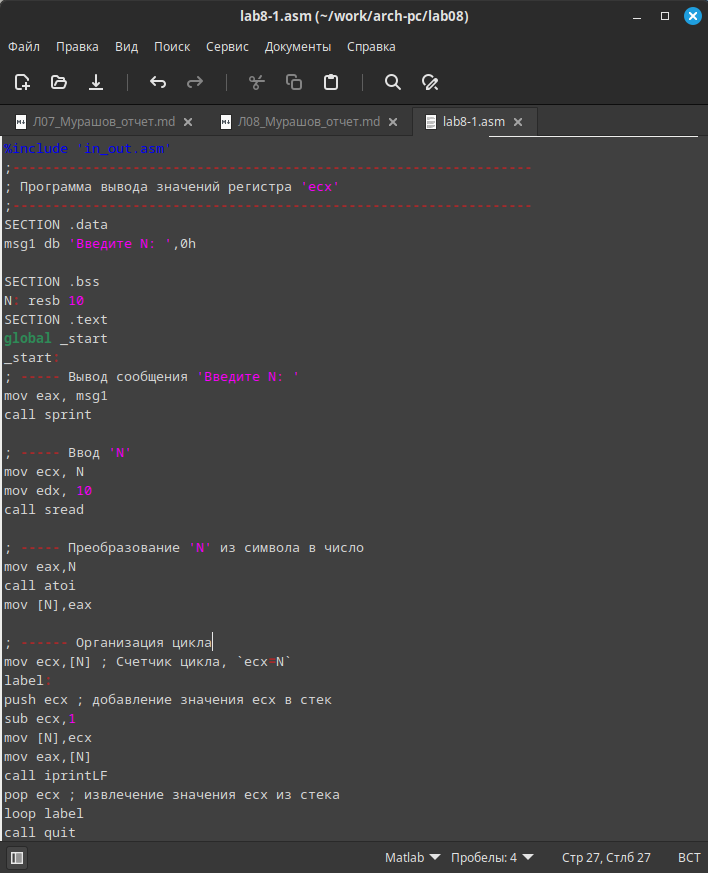 lab8-1.asm (~/work/arch-pc/lab08)
Файл Правка Вид Поиск Сервис Документы Справка
Л07_Мурашов_отчет.md Л08_Мурашов_отчет.md lab8-1.asm
%include 'in_out.asm'
;-----------------------------------------------------------------
; Программа вывода значений регистра 'ecx'
;-----------------------------------------------------------------
SECTION .data
msg1 db 'Введите N: ',0h
SECTION .bss
N: resb 10
SECTION .text
global _start
_start:
; ----- Вывод сообщения 'Введите N: '
mov eax, msg1
call sprint
; ----- Ввод 'N'
mov ecx, N
mov edx, 10
call sread
; ----- Преобразование 'N' из символа в число
mov eax,N
call atoi
mov [N],eax
; ------ Организация цикла
mov ecx,[N] ; Счетчик цикла, `ecx=N`
label:
push ecx ; добавление значения ecx в стек
sub ecx,1
mov [N],ecx
mov eax,[N]
call iprintLF
pop ecx ; извлечение значения ecx из стека
loop label
call quit
Matlab Пробелы: 4 Стр 27, Стлб 27 ВСТ